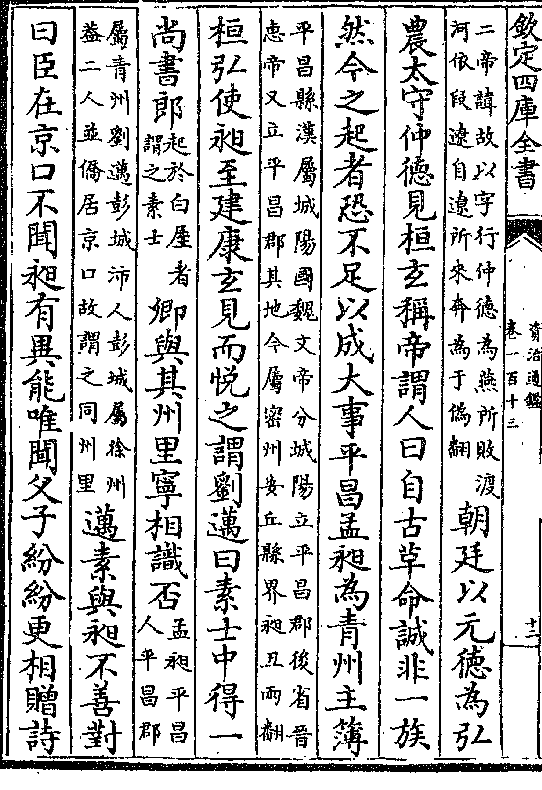 欽定四庫全書
資治通鑑
卷一百十三
十二
二帝諱故以字行仲德為燕所敗渡
河依段遼自遼所來奔為于偽翻
朝廷以元德為弘
農太守仲德見桓玄稱帝謂人曰自古革命誠非一族
然今之起者恐不足以成大事平昌孟昶為青州主簿
平昌縣漢屬城陽國魏文帝分城陽立平昌郡後省晉
惠帝又立平昌郡其地今屬密州安丘縣界昶丑兩翻
桓弘使昶至建康玄見而悅之謂劉邁曰素士中得一
尚書郎
起於白屋者
謂之素士
卿與其州里寧相識否
孟昶平昌
人平昌郡
屬青州劉邁彭城沛人彭城屬徐州
葢二人並僑居京口故謂之同州里
邁素與昶不善對
曰臣在京口不聞昶有異能唯聞父子紛紛更相贈詩